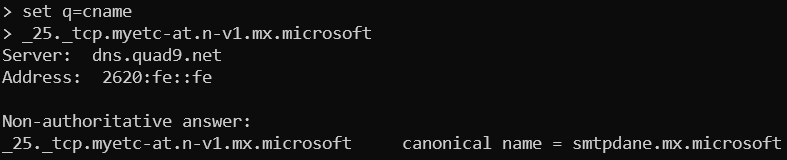 > set q=cname
> _25._tcp.myetc-at.n-v1.mx.microsoft
Server:  dns.quad9.net
Address:  2620:fe::fe

Non-authoritative answer:
_25._tcp.myetc-at.n-v1.mx.microsoft     canonical name = smtpdane.mx.microsoft